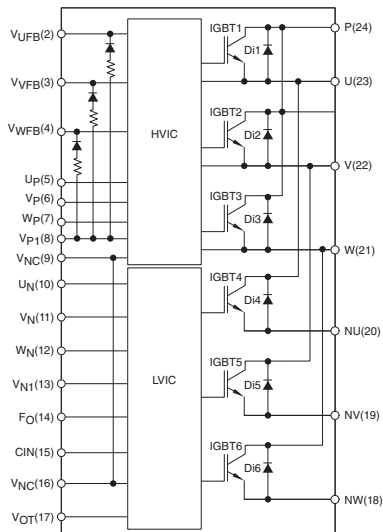 VUFB(2)
VVFB(3)
VWFB(4)
UP(5)
VP(6)
WP(7)
VP1(8)
VNC(9)
UN(10)
VN(11)
WN(12)
VN1(13)
FO(14)
CIN(15)
VNC(16)
VOT(17)
HVIC
LVIC
IGBT1
Di1
IGBT2
Di2
IGBT3
Di3
IGBT4
Di4
IGBT5
Di5
IGBT6
Di6
P(24)
U(23)
V(22)
W(21)
NU(20)
NV(19)
NW(18)